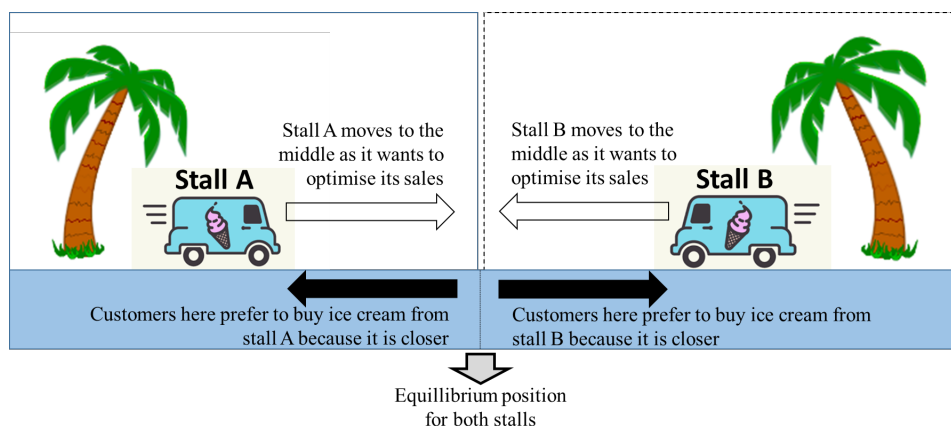 Stall A moves to the
middle as it wants to
optimise its sales
Stall B moves to the
middle as it wants to
optimise its sales
Stall A
Stall B
Customers here prefer to buy ice cream from
stall A because it is closer
Customers here prefer to buy ice cream from
stall B because it is closer
Equillibrium position
for both stalls